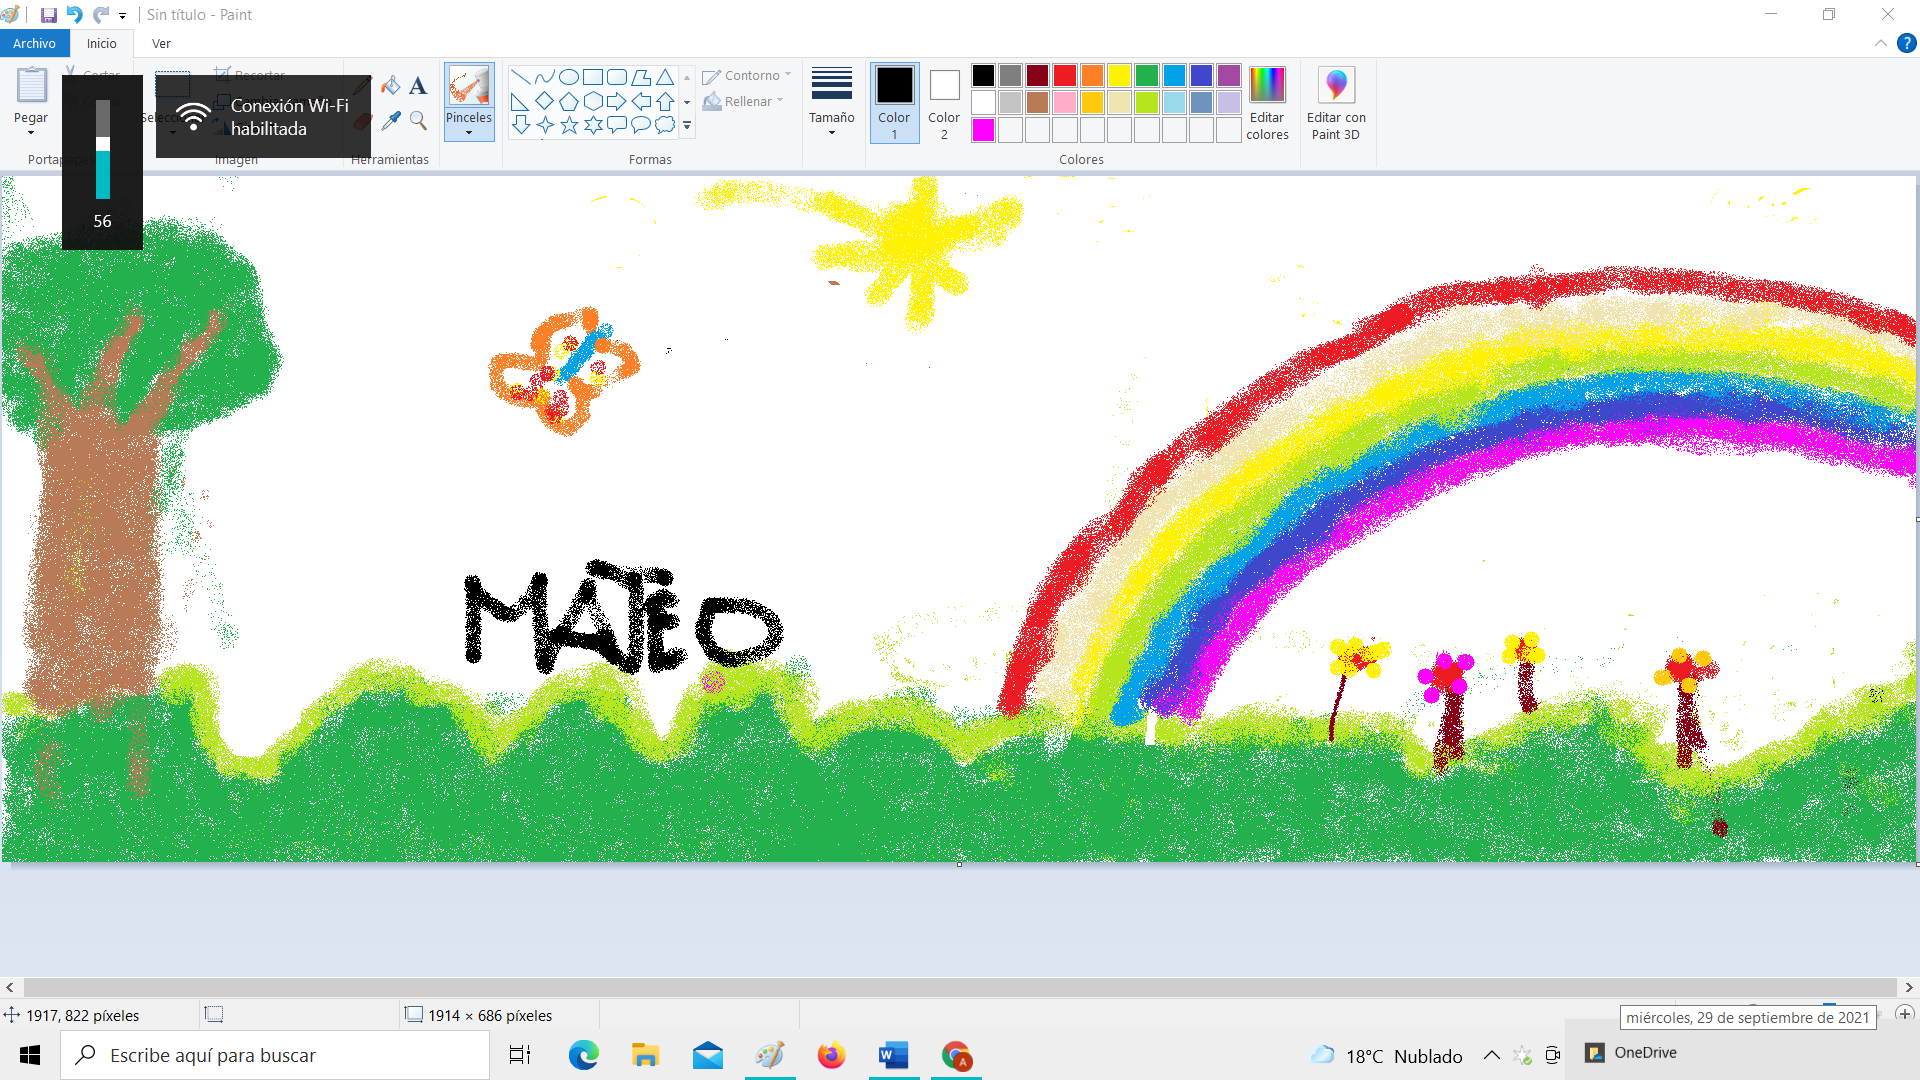 Sin título - Paint
Archivo Inicio Ver
Pegar
Cortar
Recortar
Conexión Wi-Fi
habilitada
56
Imagen
Herramientas
Pinceles
Formas
Contorno
Rellenar
Tamaño
Color
1
Color
2
Colores
Editar
colores
Editar con
Paint 3D
MATEO
1917, 822 píxeles
1914 × 686 píxeles
miércoles, 29 de septiembre de 2021
Escribe aquí para buscar
18°C Nublado
OneDrive